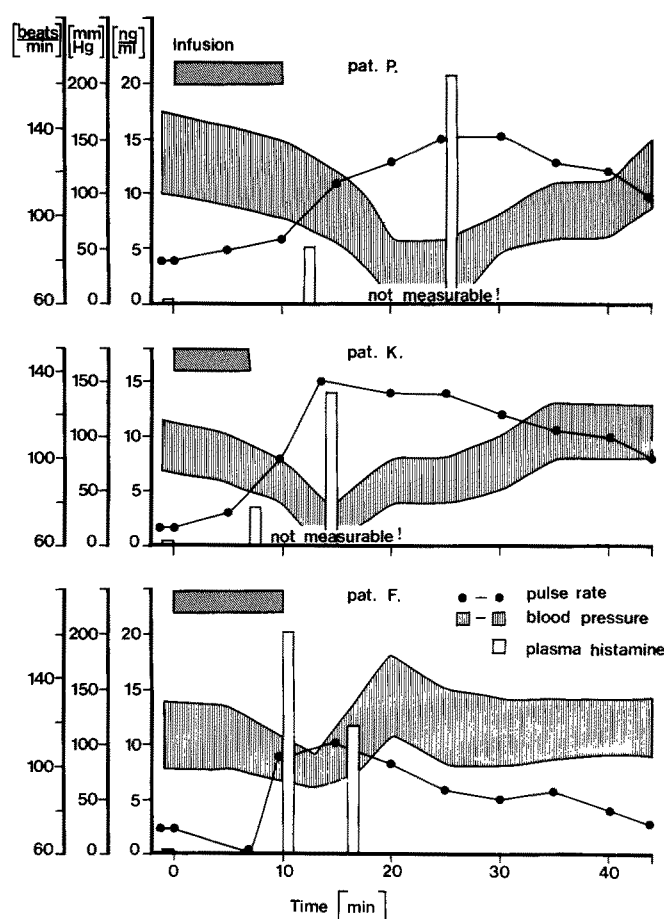 [beats/min] [mm Hg] [ng/ml]
Infusion
pat. P.
140 100 60
200 150 100 50 0
20 15 10 5 0
not measurable!
pat. K.
140 100 60
150 100 50 0
15 10 5 0
not measurable!
pat. F.
140 100 60
200 150 100 50 0
20 15 10 5 0
pulse rate
blood pressure
plasma histamine
0 10 20 30 40
Time [min]